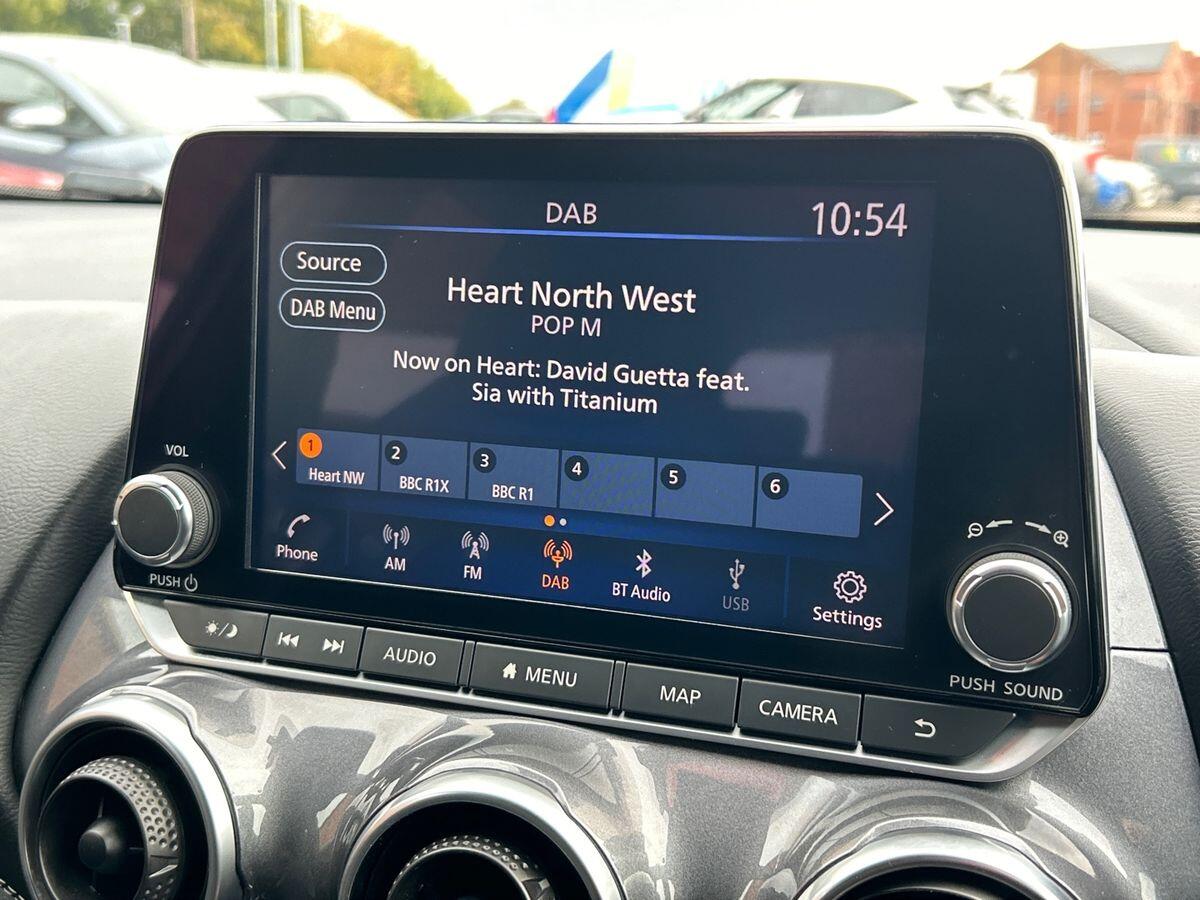 DAB
10:54
Source
DAB Menu
Heart North West
POP M
Now on Heart: David Guetta feat.
Sia with Titanium
1
Heart NW
2
BBC R1X
3
BBC R1
4
5
6
Phone
AM
FM
DAB
BT Audio
USB
Settings
VOL
PUSH
PUSH SOUND
AUDIO
MENU
MAP
CAMERA